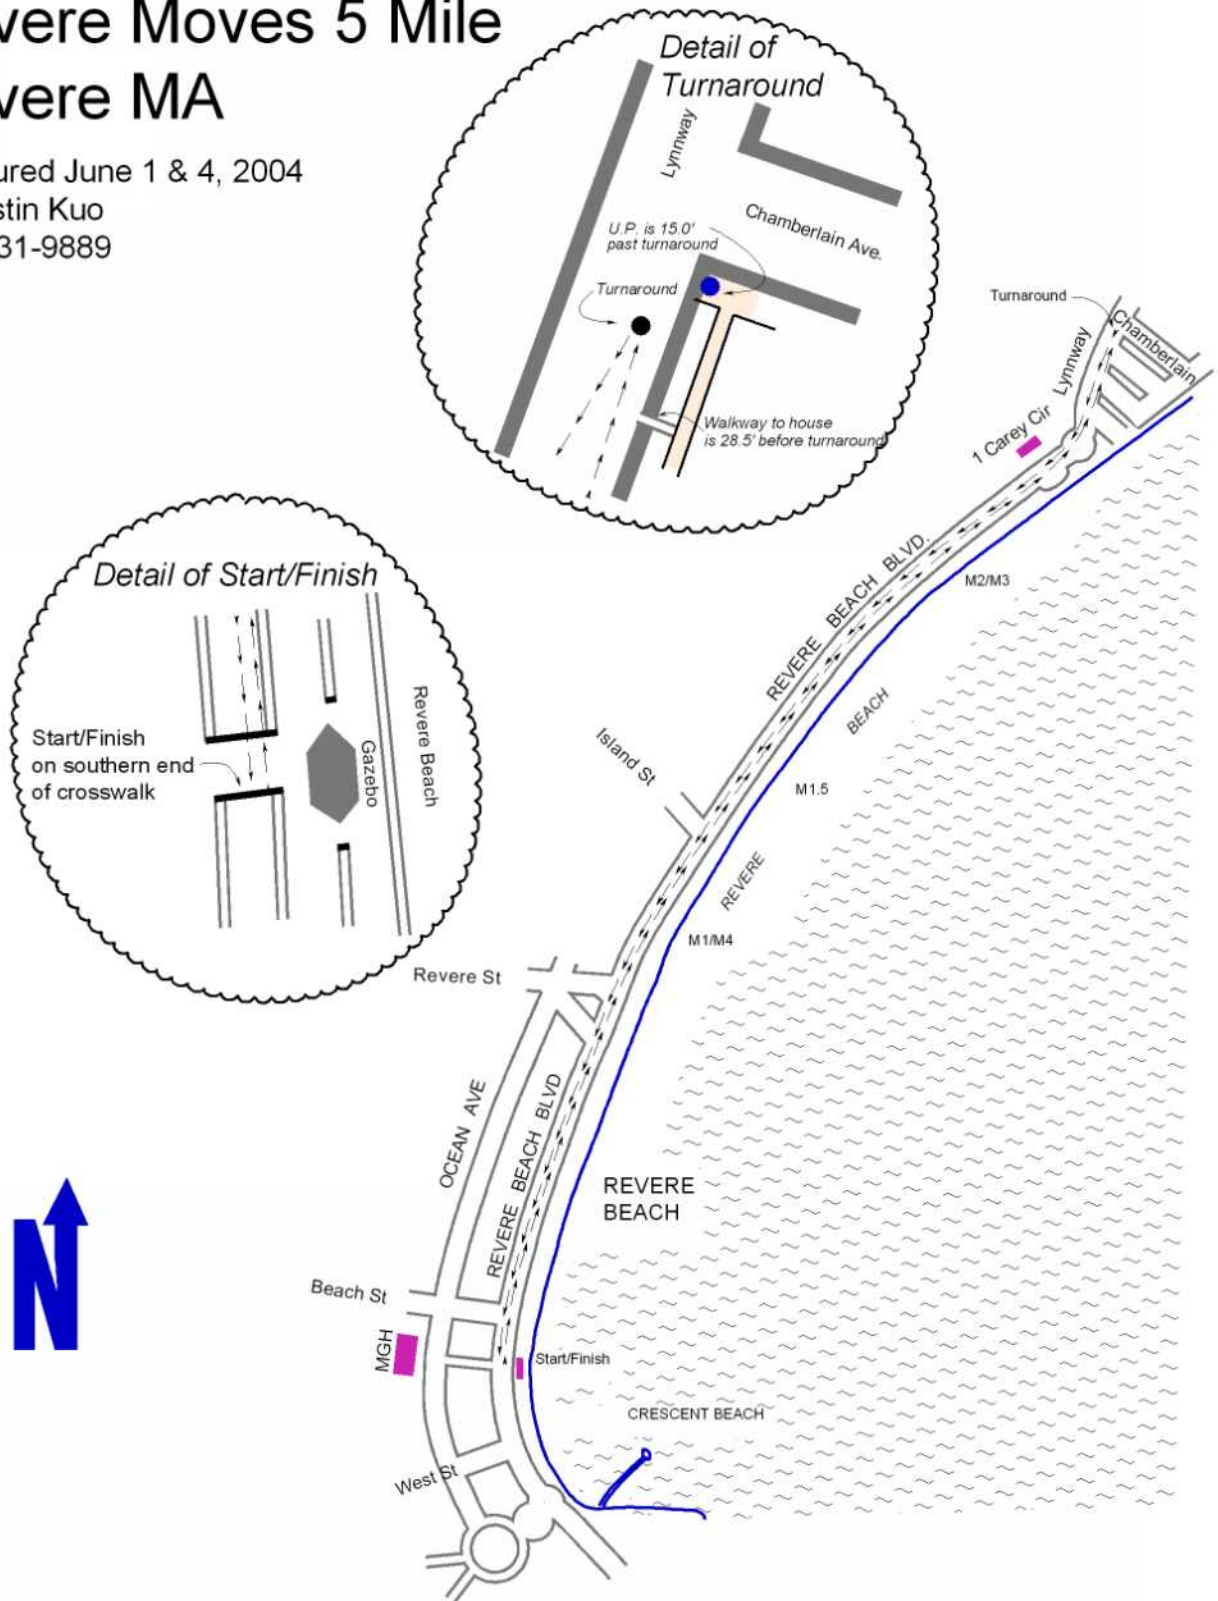 vere Moves 5 Mile
vere MA
ured June 1 & 4, 2004
stin Kuo
31-9889
Detail of
Turnaround
Lynnway
Chamberlain Ave.
U.P. is 15.0'
past turnaround
Turnaround
Walkway to house
is 28.5' before turnaround
Turnaround
Chamberlain
Lynnway
1 Carey Cir
Detail of Start/Finish
Start/Finish
on southern end
of crosswalk
Gazebo
Revere Beach
REVERE BEACH BLVD.
M2/M3
BEACH
Island St
M1.5
REVERE
M1/M4
Revere St
OCEAN AVE
REVERE BEACH BLVD
REVERE
BEACH
N
Beach St
MGH
Start/Finish
CRESCENT BEACH
West St